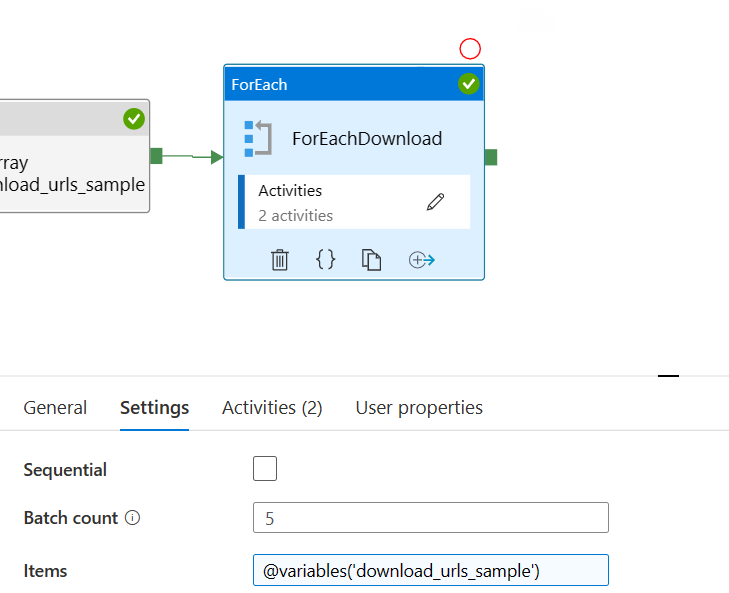 ForEach
ForEachDownload
rray
nload_urls_sample
Activities
2 activities
{}
General
Settings
Activities (2)
User properties
Sequential
Batch count
5
Items
@variables('download_urls_sample')